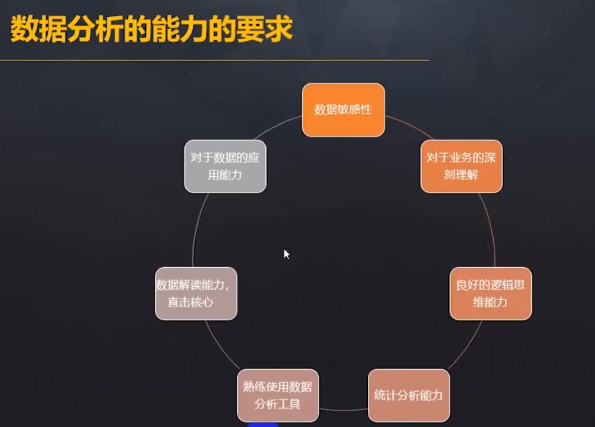 数据分析的能力的要求
数据敏感性
对于业务的深
刻理解
良好的逻辑思
维能力
统计分析能力
熟练使用数据
分析工具
数据解读能力，
直击核心
对于数据的应
用能力